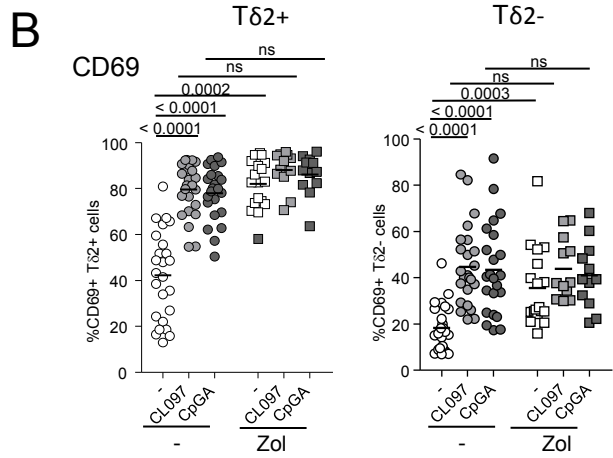 B
Tδ2+
Tδ2-
CD69
ns
ns
0.0002
< 0.0001
< 0.0001
100
80
60
40
20
0
%CD69+ Tδ2+ cells
-
CL097
CpGA
-
CL097
CpGA
-
Zol
ns
ns
0.0003
< 0.0001
< 0.0001
100
80
60
40
20
0
%CD69+ Tδ2- cells
-
CL097
CpGA
-
CL097
CpGA
-
Zol